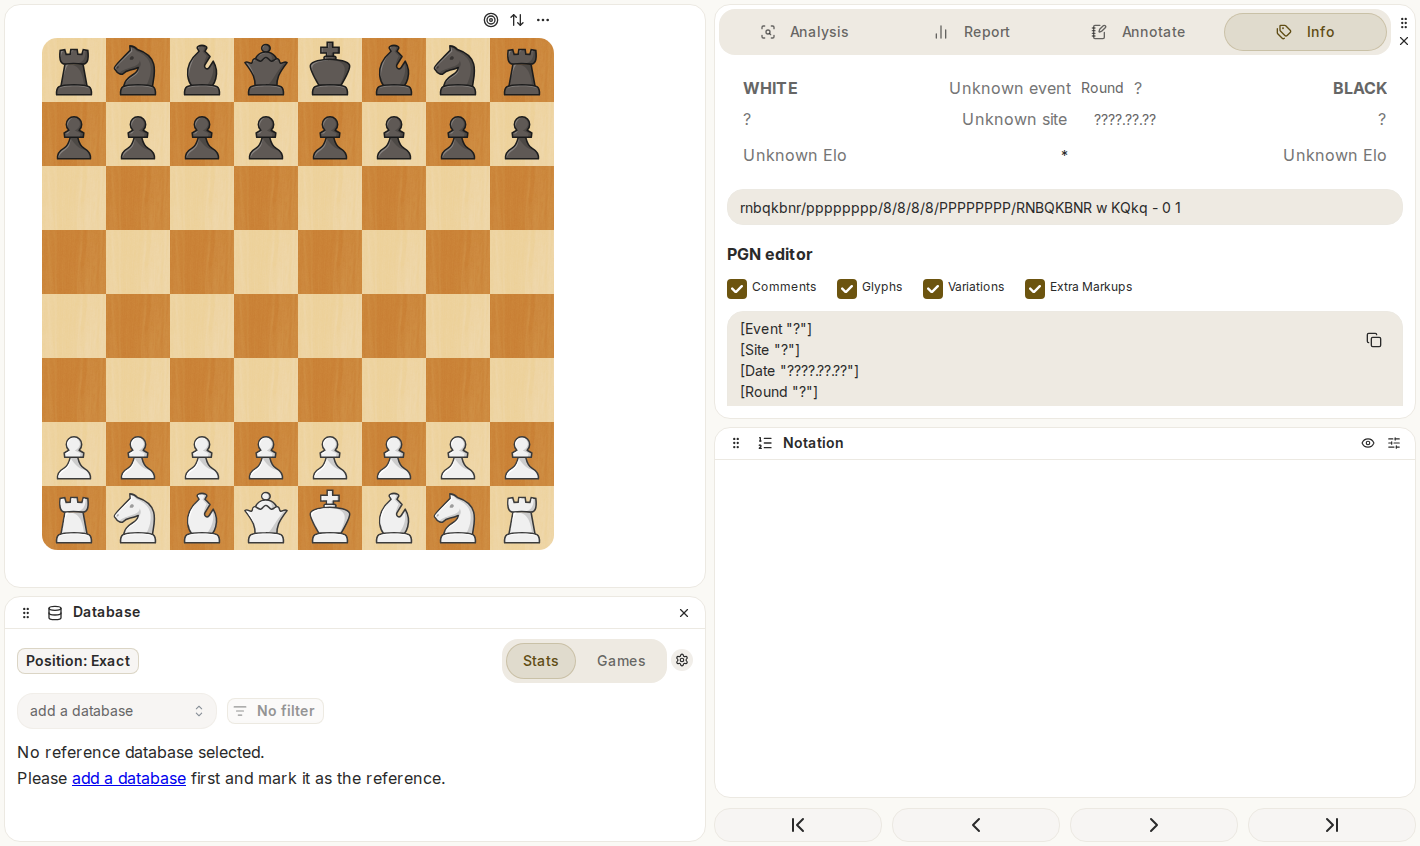 Analysis
Report
Annotate
Info
WHITE
Unknown event Round ?
BLACK
?
Unknown site ????.??.??
?
Unknown Elo
*
Unknown Elo
rnbqkbnr/pppppppp/8/8/8/8/PPPPPPPP/RNBQKBNR w KQkq - 0 1
PGN editor
Comments
Glyphs
Variations
Extra Markups
[Event "?"]
[Site "?"]
[Date "????.??.??"]
[Round "?"]
Notation
Database
Position: Exact
Stats
Games
add a database
No filter
No reference database selected.
Please add a database first and mark it as the reference.